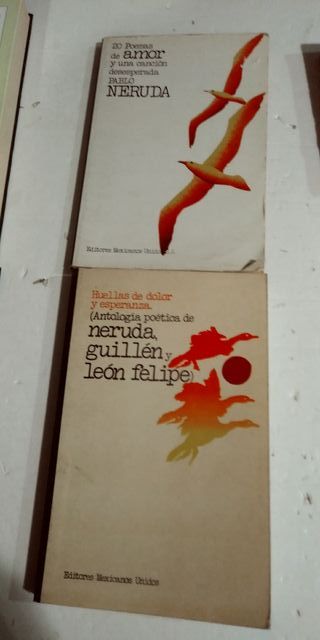 20 Poemas
de amor
y una canción
desesperada
PABLO
NERUDA
Editores Mexicanos Unidos, S.A.
Huellas de dolor
y esperanza.
(Antología poética de
neruda,
guillén y
león felipe)
Editores Mexicanos Unidos